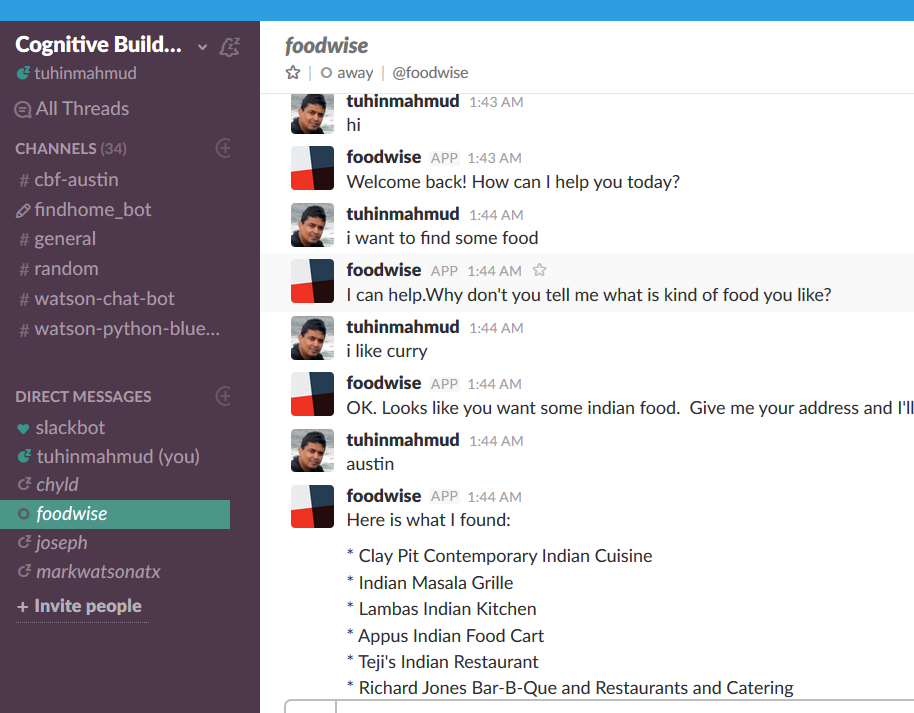 Cognitive Build...
tuhinmahmud
All Threads
CHANNELS (34)
# cbf-austin
findhome_bot
# general
# random
# watson-chat-bot
# watson-python-blue...
DIRECT MESSAGES
slackbot
tuhinmahmud (you)
chyld
foodwise
joseph
markwatsonatx
+ Invite people
foodwise
away | @foodwise
tuhinmahmud 1:43 AM
hi
foodwise APP 1:43 AM
Welcome back! How can I help you today?
tuhinmahmud 1:44 AM
i want to find some food
foodwise APP 1:44 AM
I can help.Why don't you tell me what is kind of food you like?
tuhinmahmud 1:44 AM
i like curry
foodwise APP 1:44 AM
OK. Looks like you want some indian food.  Give me your address and I'll
tuhinmahmud 1:44 AM
austin
foodwise APP 1:44 AM
Here is what I found:
* Clay Pit Contemporary Indian Cuisine
* Indian Masala Grille
* Lambas Indian Kitchen
* Appus Indian Food Cart
* Teji's Indian Restaurant
* Richard Jones Bar-B-Que and Restaurants and Catering